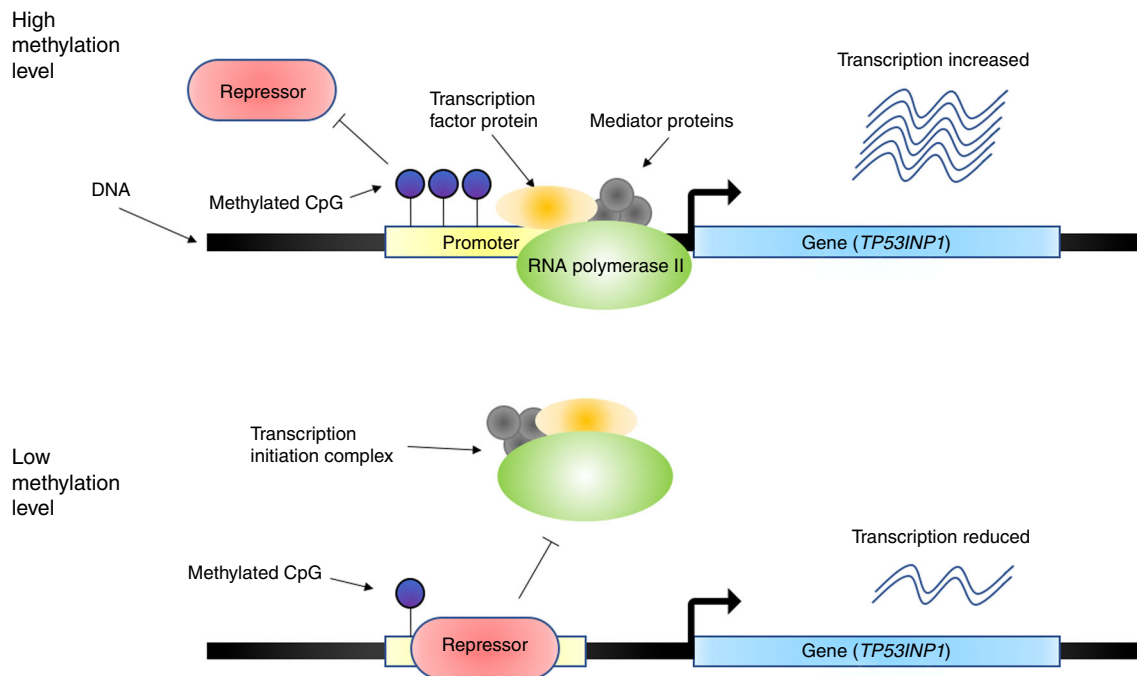 High
methylation
level
Repressor
Transcription
factor protein
Mediator proteins
Transcription increased
DNA
Methylated CpG
Promoter
RNA polymerase II
Gene (TP53INP1)
Transcription
initiation complex
Low
methylation
level
Transcription reduced
Methylated CpG
Repressor
Gene (TP53INP1)